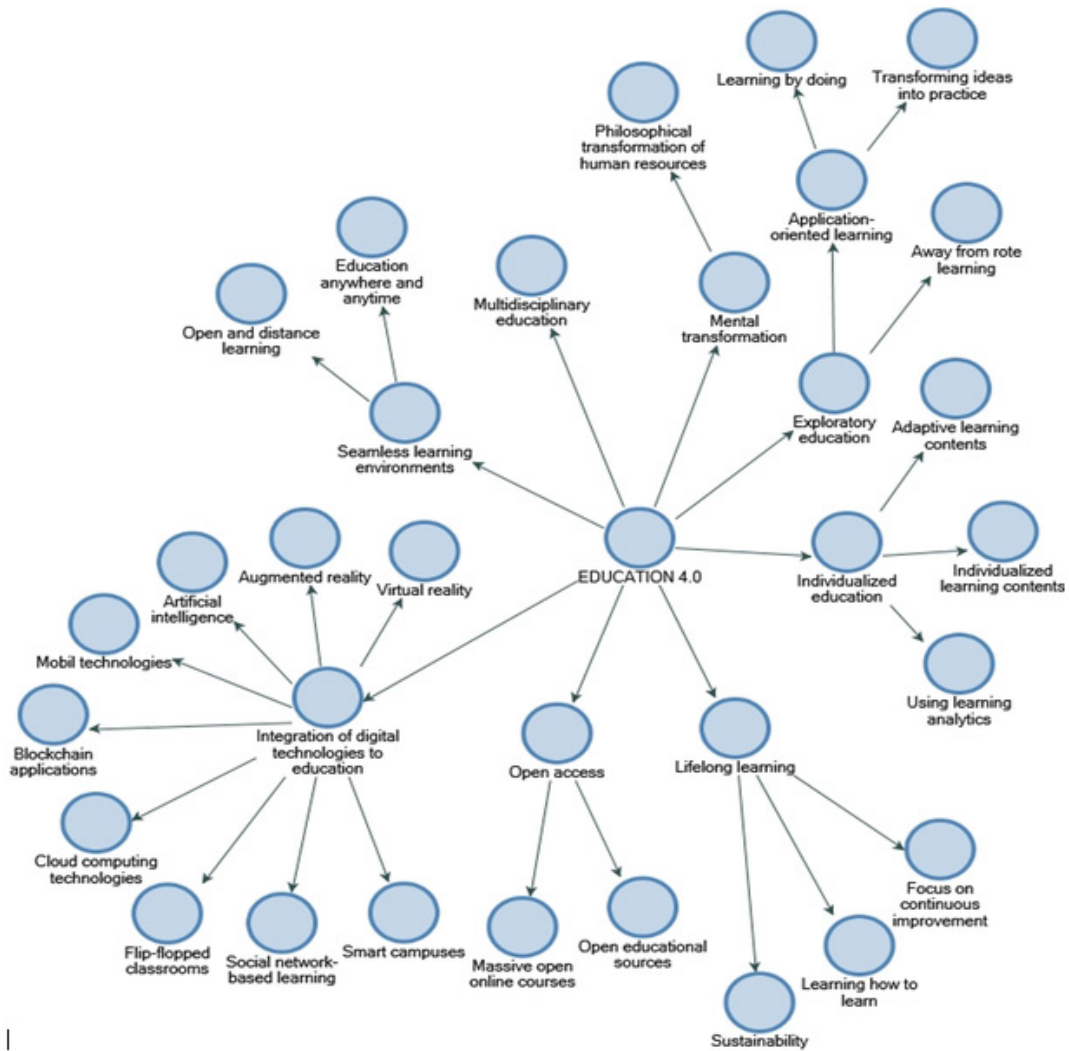 Learning by doing
Transforming ideas
into practice
Philosophical
transformation of
human resources
Application-
oriented learning
Away from rote
learning
Education
anywhere and
anytime
Multidisciplinary
education
Mental
transformation
Open and distance
learning
Exploratory
education
Adaptive learning
contents
Seamless learning
environments
EDUCATION 4.0
Individualized
education
Individualized
learning contents
Using learning
analytics
Augmented reality
Virtual reality
Artificial
intelligence
Mobil technologies
Blockchain
applications
Integration of digital
technologies to
education
Open access
Lifelong learning
Cloud computing
technologies
Flip-flopped
classrooms
Social network-
based learning
Smart campuses
Massive open
online courses
Open educational
sources
Focus on
continuous
improvement
Learning how to
learn
Sustainability